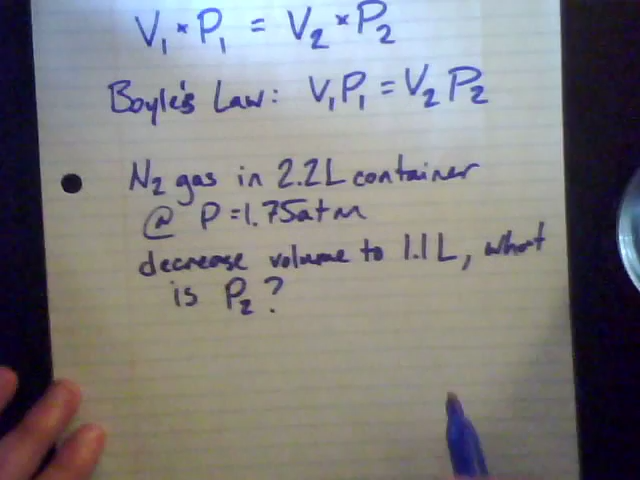 V₁ × P₁ = V₂ × P₂
Boyle's Law: V₁P₁ = V₂P₂
N₂ gas in 2.2L container
@ P = 1.75atm
decrease volume to 1.1L, what
is P₂?